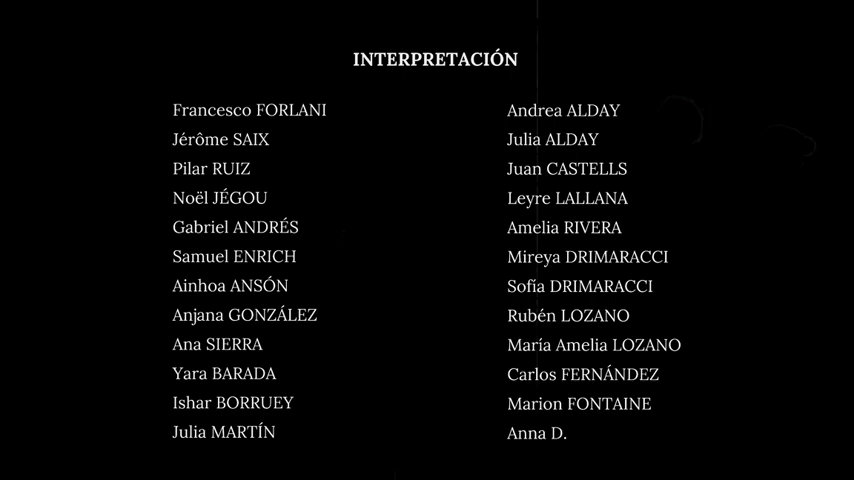 INTERPRETACIÓN
Francesco FORLANI
Jérôme SAIX
Pilar RUIZ
Noël JÉGOU
Gabriel ANDRÉS
Samuel ENRICH
Ainhoa ANSÓN
Anjana GONZÁLEZ
Ana SIERRA
Yara BARADA
Ishar BORRUEY
Julia MARTÍN
Andrea ALDAY
Julia ALDAY
Juan CASTELLS
Leyre LALLANA
Amelia RIVERA
Mireya DRIMARACCI
Sofía DRIMARACCI
Rubén LOZANO
María Amelia LOZANO
Carlos FERNÁNDEZ
Marion FONTAINE
Anna D.